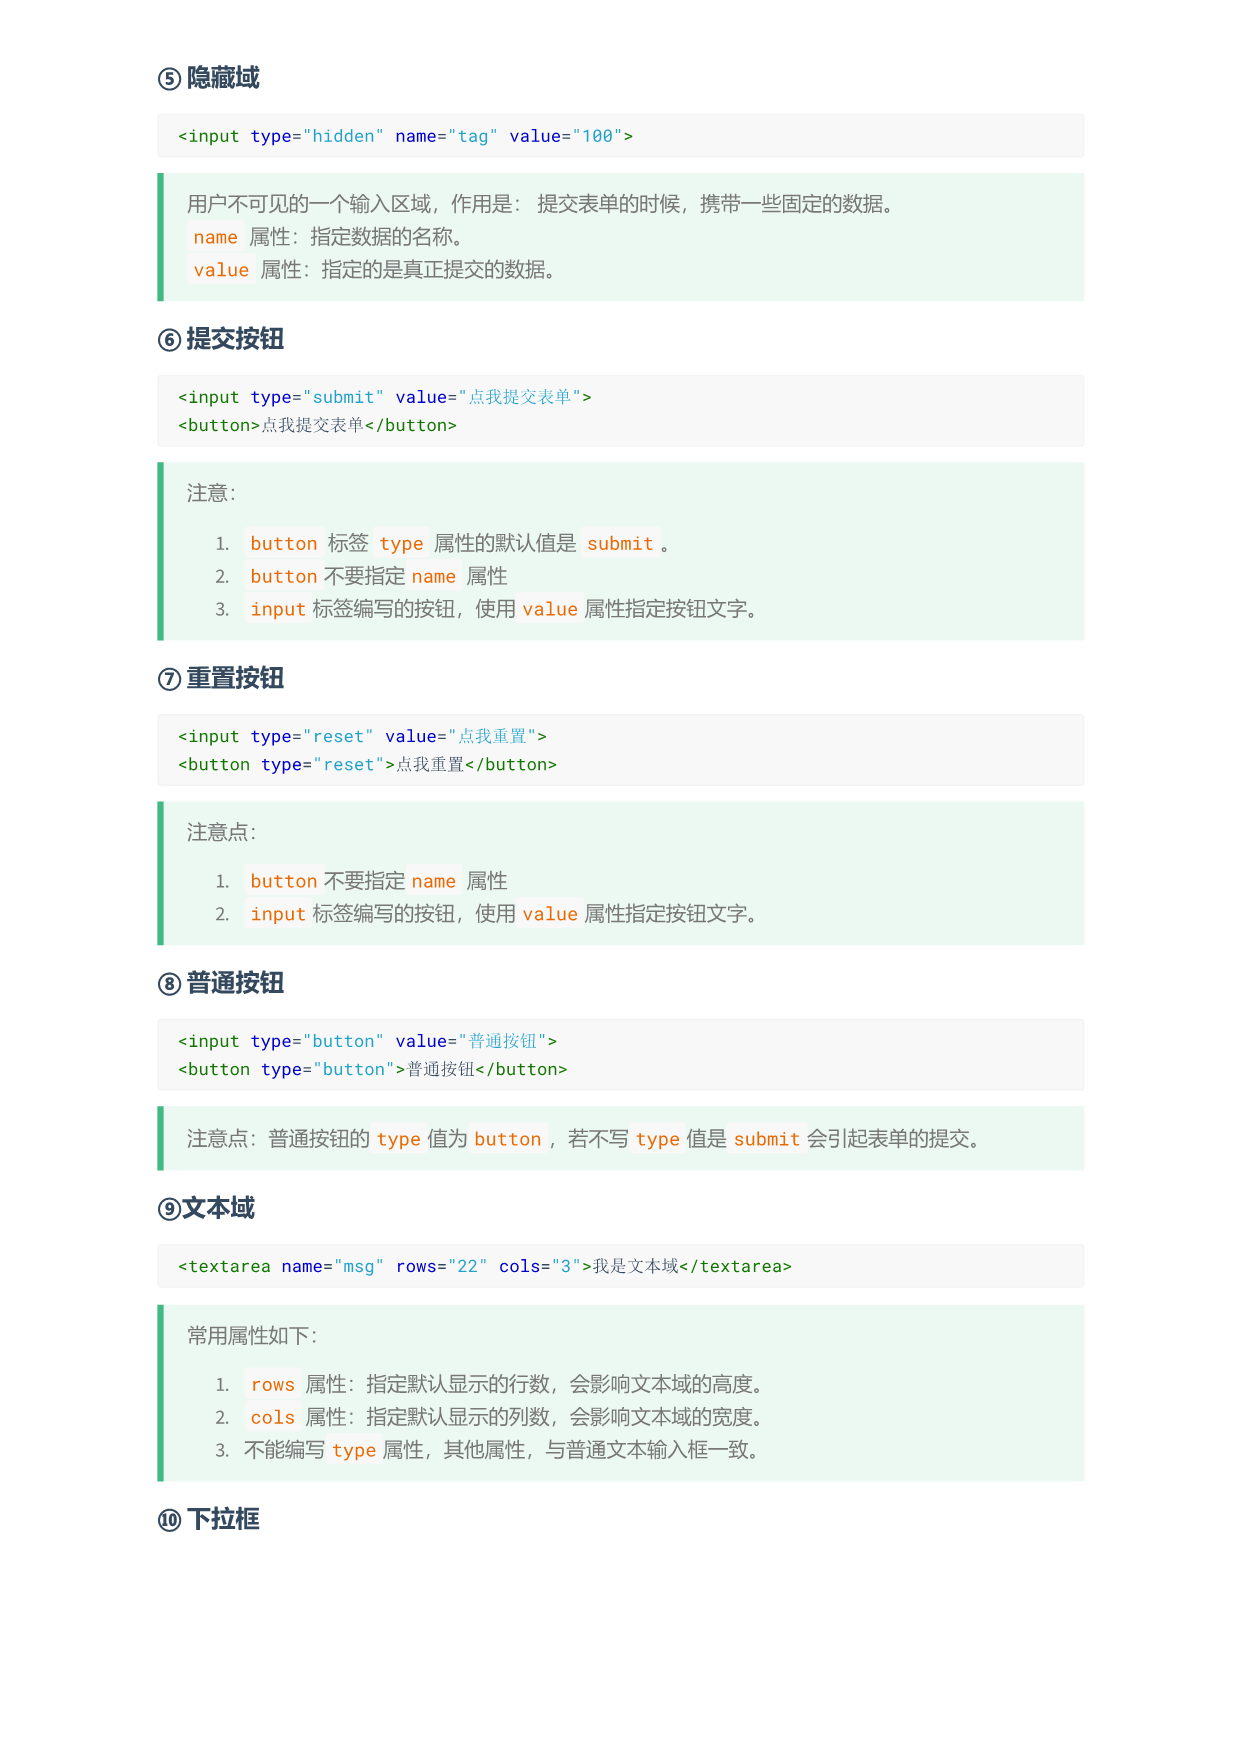 ⑤ 隐藏域
<input type="hidden" name="tag" value="100">
用户不可见的一个输入区域，作用是： 提交表单的时候，携带一些固定的数据。
name 属性：指定数据的名称。
value 属性：指定的是真正提交的数据。
⑥ 提交按钮
<input type="submit" value="点我提交表单">
<button>点我提交表单</button>
注意：
1. button 标签 type 属性的默认值是 submit 。
2. button 不要指定 name 属性
3. input 标签编写的按钮，使用 value 属性指定按钮文字。
⑦ 重置按钮
<input type="reset" value="点我重置">
<button type="reset">点我重置</button>
注意点：
1. button 不要指定 name 属性
2. input 标签编写的按钮，使用 value 属性指定按钮文字。
⑧ 普通按钮
<input type="button" value="普通按钮">
<button type="button">普通按钮</button>
注意点：普通按钮的 type 值为 button ，若不写 type 值是 submit 会引起表单的提交。
⑨文本域
<textarea name="msg" rows="22" cols="3">我是文本域</textarea>
常用属性如下：
1. rows 属性：指定默认显示的行数，会影响文本域的高度。
2. cols 属性：指定默认显示的列数，会影响文本域的宽度。
3. 不能编写 type 属性，其他属性，与普通文本输入框一致。
⑩ 下拉框